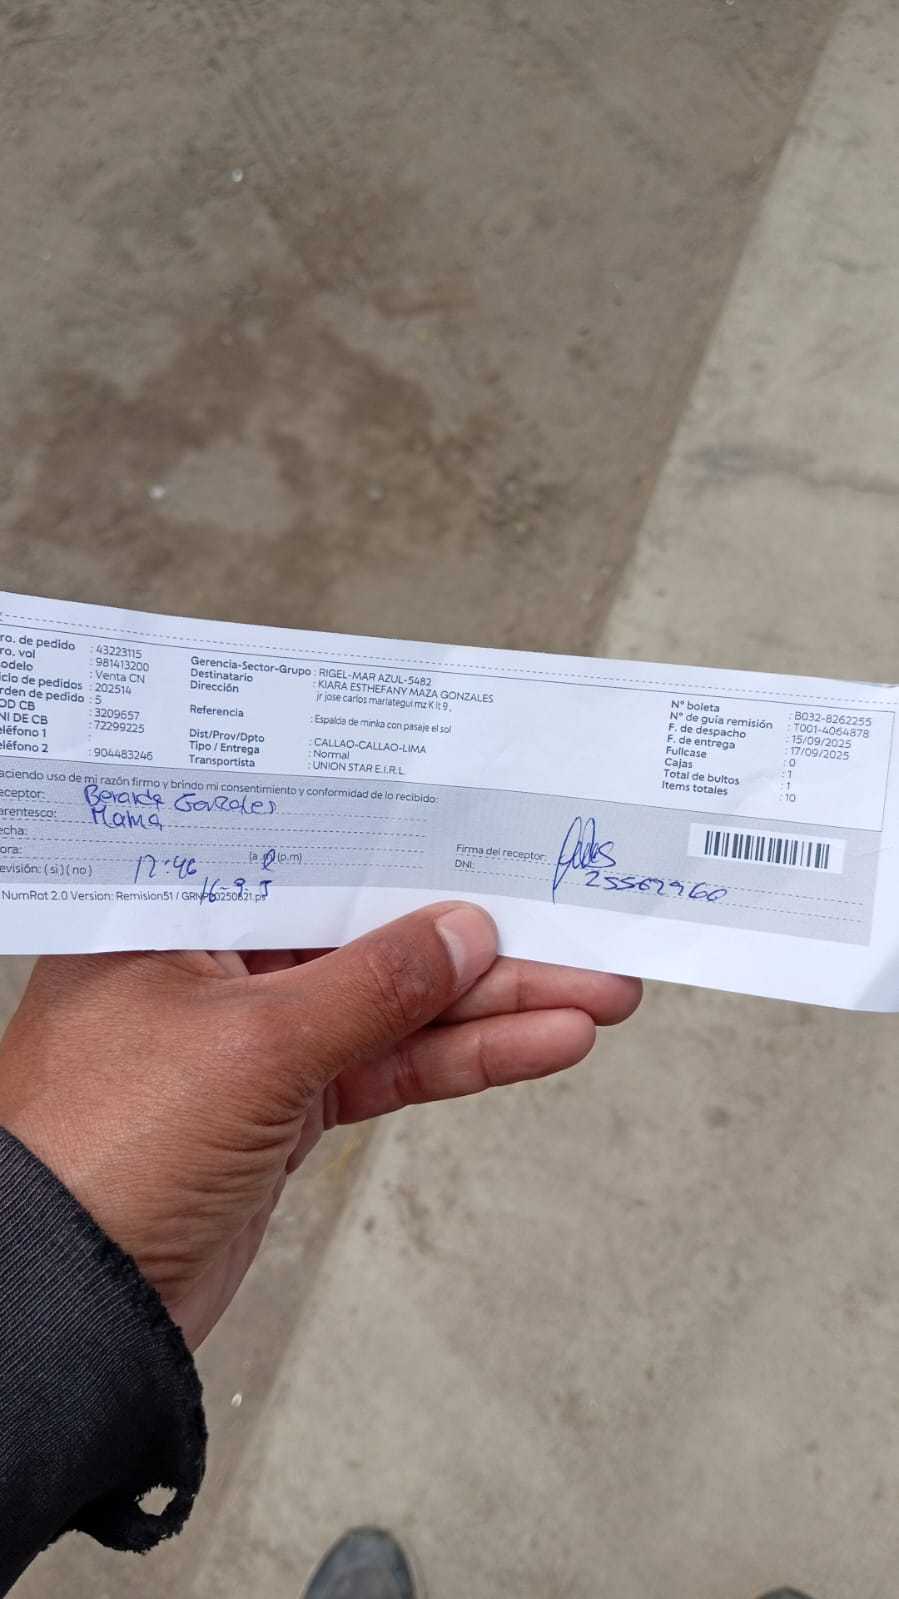 ro. de pedido : 43223115
ro. vol : 981413200
odelo : Venta CN
iclo de pedidos : 202514
rden de pedido : 5
OD CB : 3209657
NI DE CB : 72299225
eléfono 1 :
eléfono 2 : 904483246
Gerencia-Sector-Grupo : RIGEL-MAR AZUL-5482
Destinatario : KIARA ESTHEFANY MAZA GONZALES
Dirección jr jose carlos mariategui mz K lt 9 ,
Referencia : Espalda de minka con pasaje el sol
Dist/Prov/Dpto : CALLAO-CALLAO-LIMA
Tipo / Entrega : Normal
Transportista : UNION STAR E.I.R.L
N° boleta : B032-8262255
N° de guía remisión : T001-4064878
F. de despacho : 15/09/2025
F. de entrega : 17/09/2025
Fullcase : 0
Cajas : 1
Total de bultos : 1
Items totales : 10
aciendo uso de mi razón firmo y brindo mi consentimiento y conformidad de lo recibido:
eceptor: Gonzales
arentesco: Mama
echa:
ora: 12:46 (a.m) (p.m)
evisión: ( si ) ( no ) 16-9-5
Firma del receptor:
DNI: 25562960
NumRot 2.0 Version: Remision51 /